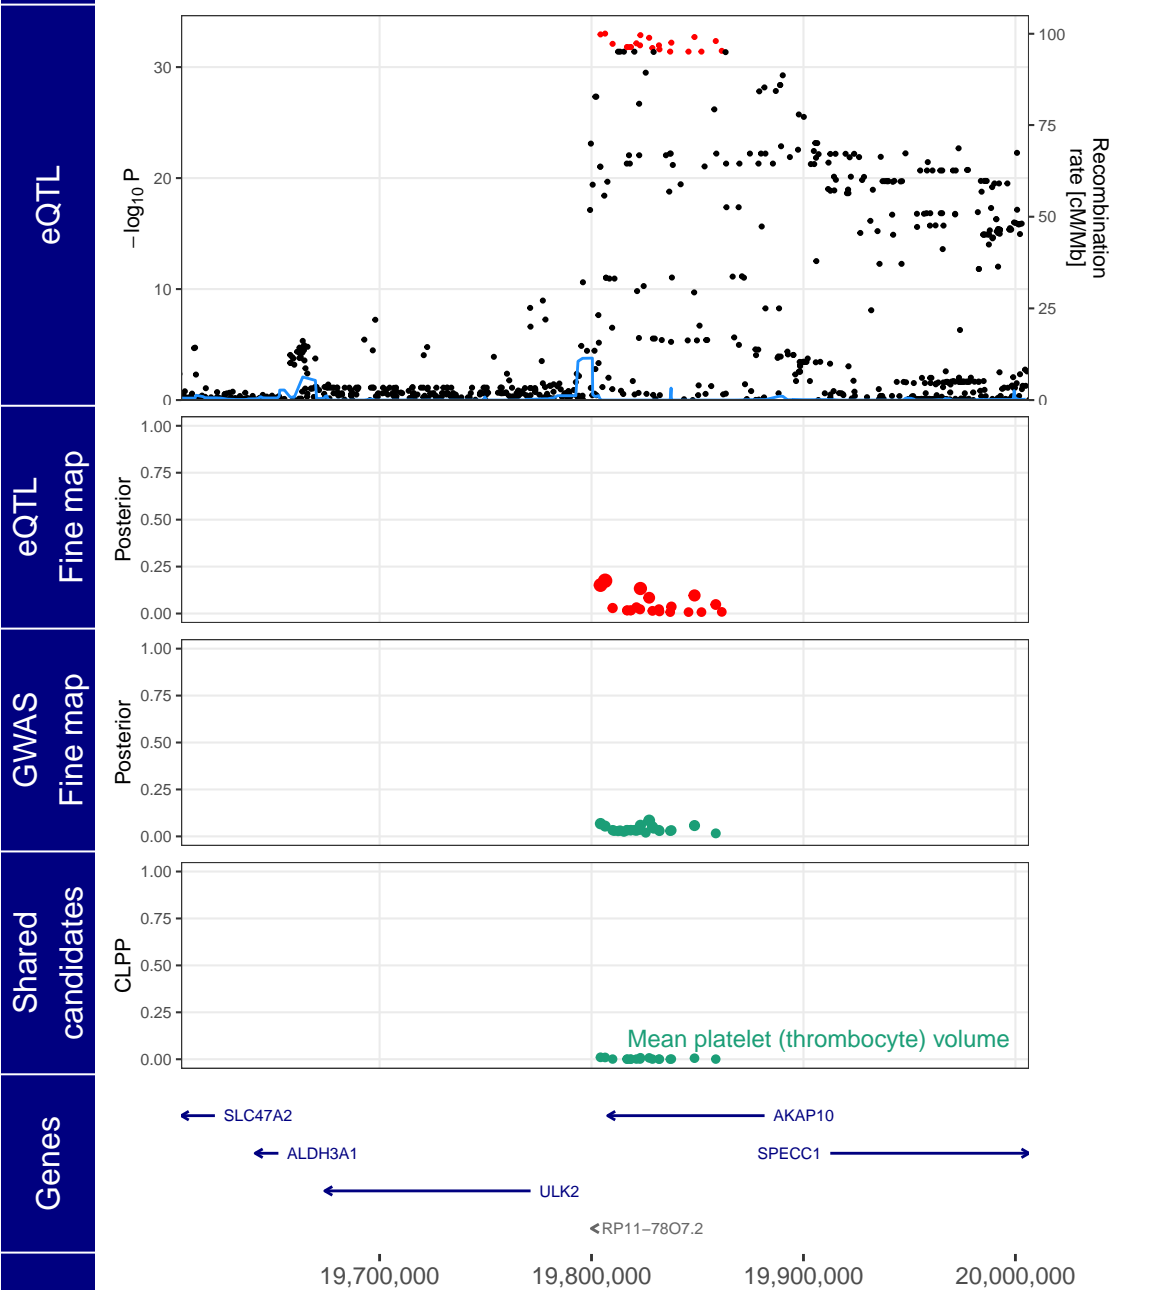 eQTL
−log10 P
30
20
10
0
100
75
50
25
0
Recombination
rate [cM/Mb]
eQTL
Fine map
Posterior
1.00
0.75
0.50
0.25
0.00
GWAS
Fine map
Posterior
1.00
0.75
0.50
0.25
0.00
Shared
candidates
CLPP
1.00
0.75
0.50
0.25
0.00
Mean platelet (thrombocyte) volume
Genes
SLC47A2
AKAP10
ALDH3A1
SPECC1
ULK2
RP11−78O7.2
19,700,000
19,800,000
19,900,000
20,000,000